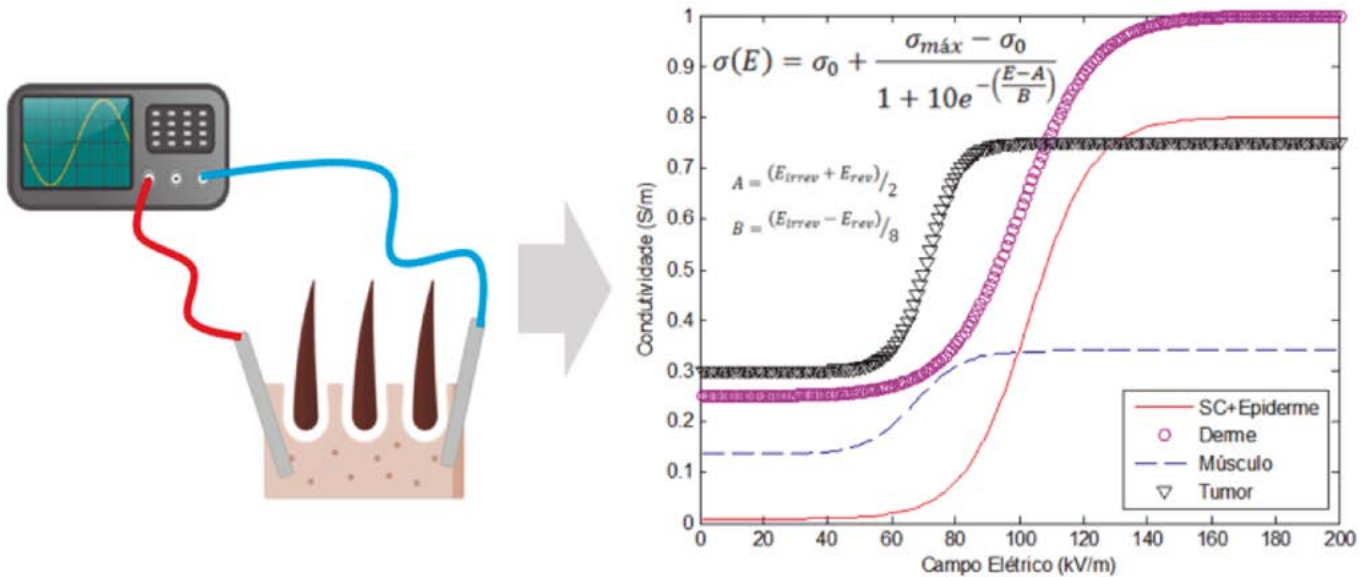 σ(E) = σ₀ + (σmáx − σ₀) / (1 + 10e^−((E−A)/B))
A = (Eirrev + Erev)/2
B = (Eirrev − Erev)/8
Condutividade (S/m)
1
0.9
0.8
0.7
0.6
0.5
0.4
0.3
0.2
0.1
0
0 20 40 60 80 100 120 140 160 180 200
Campo Elétrico (kV/m)
SC+Epiderme
Derme
Músculo
Tumor